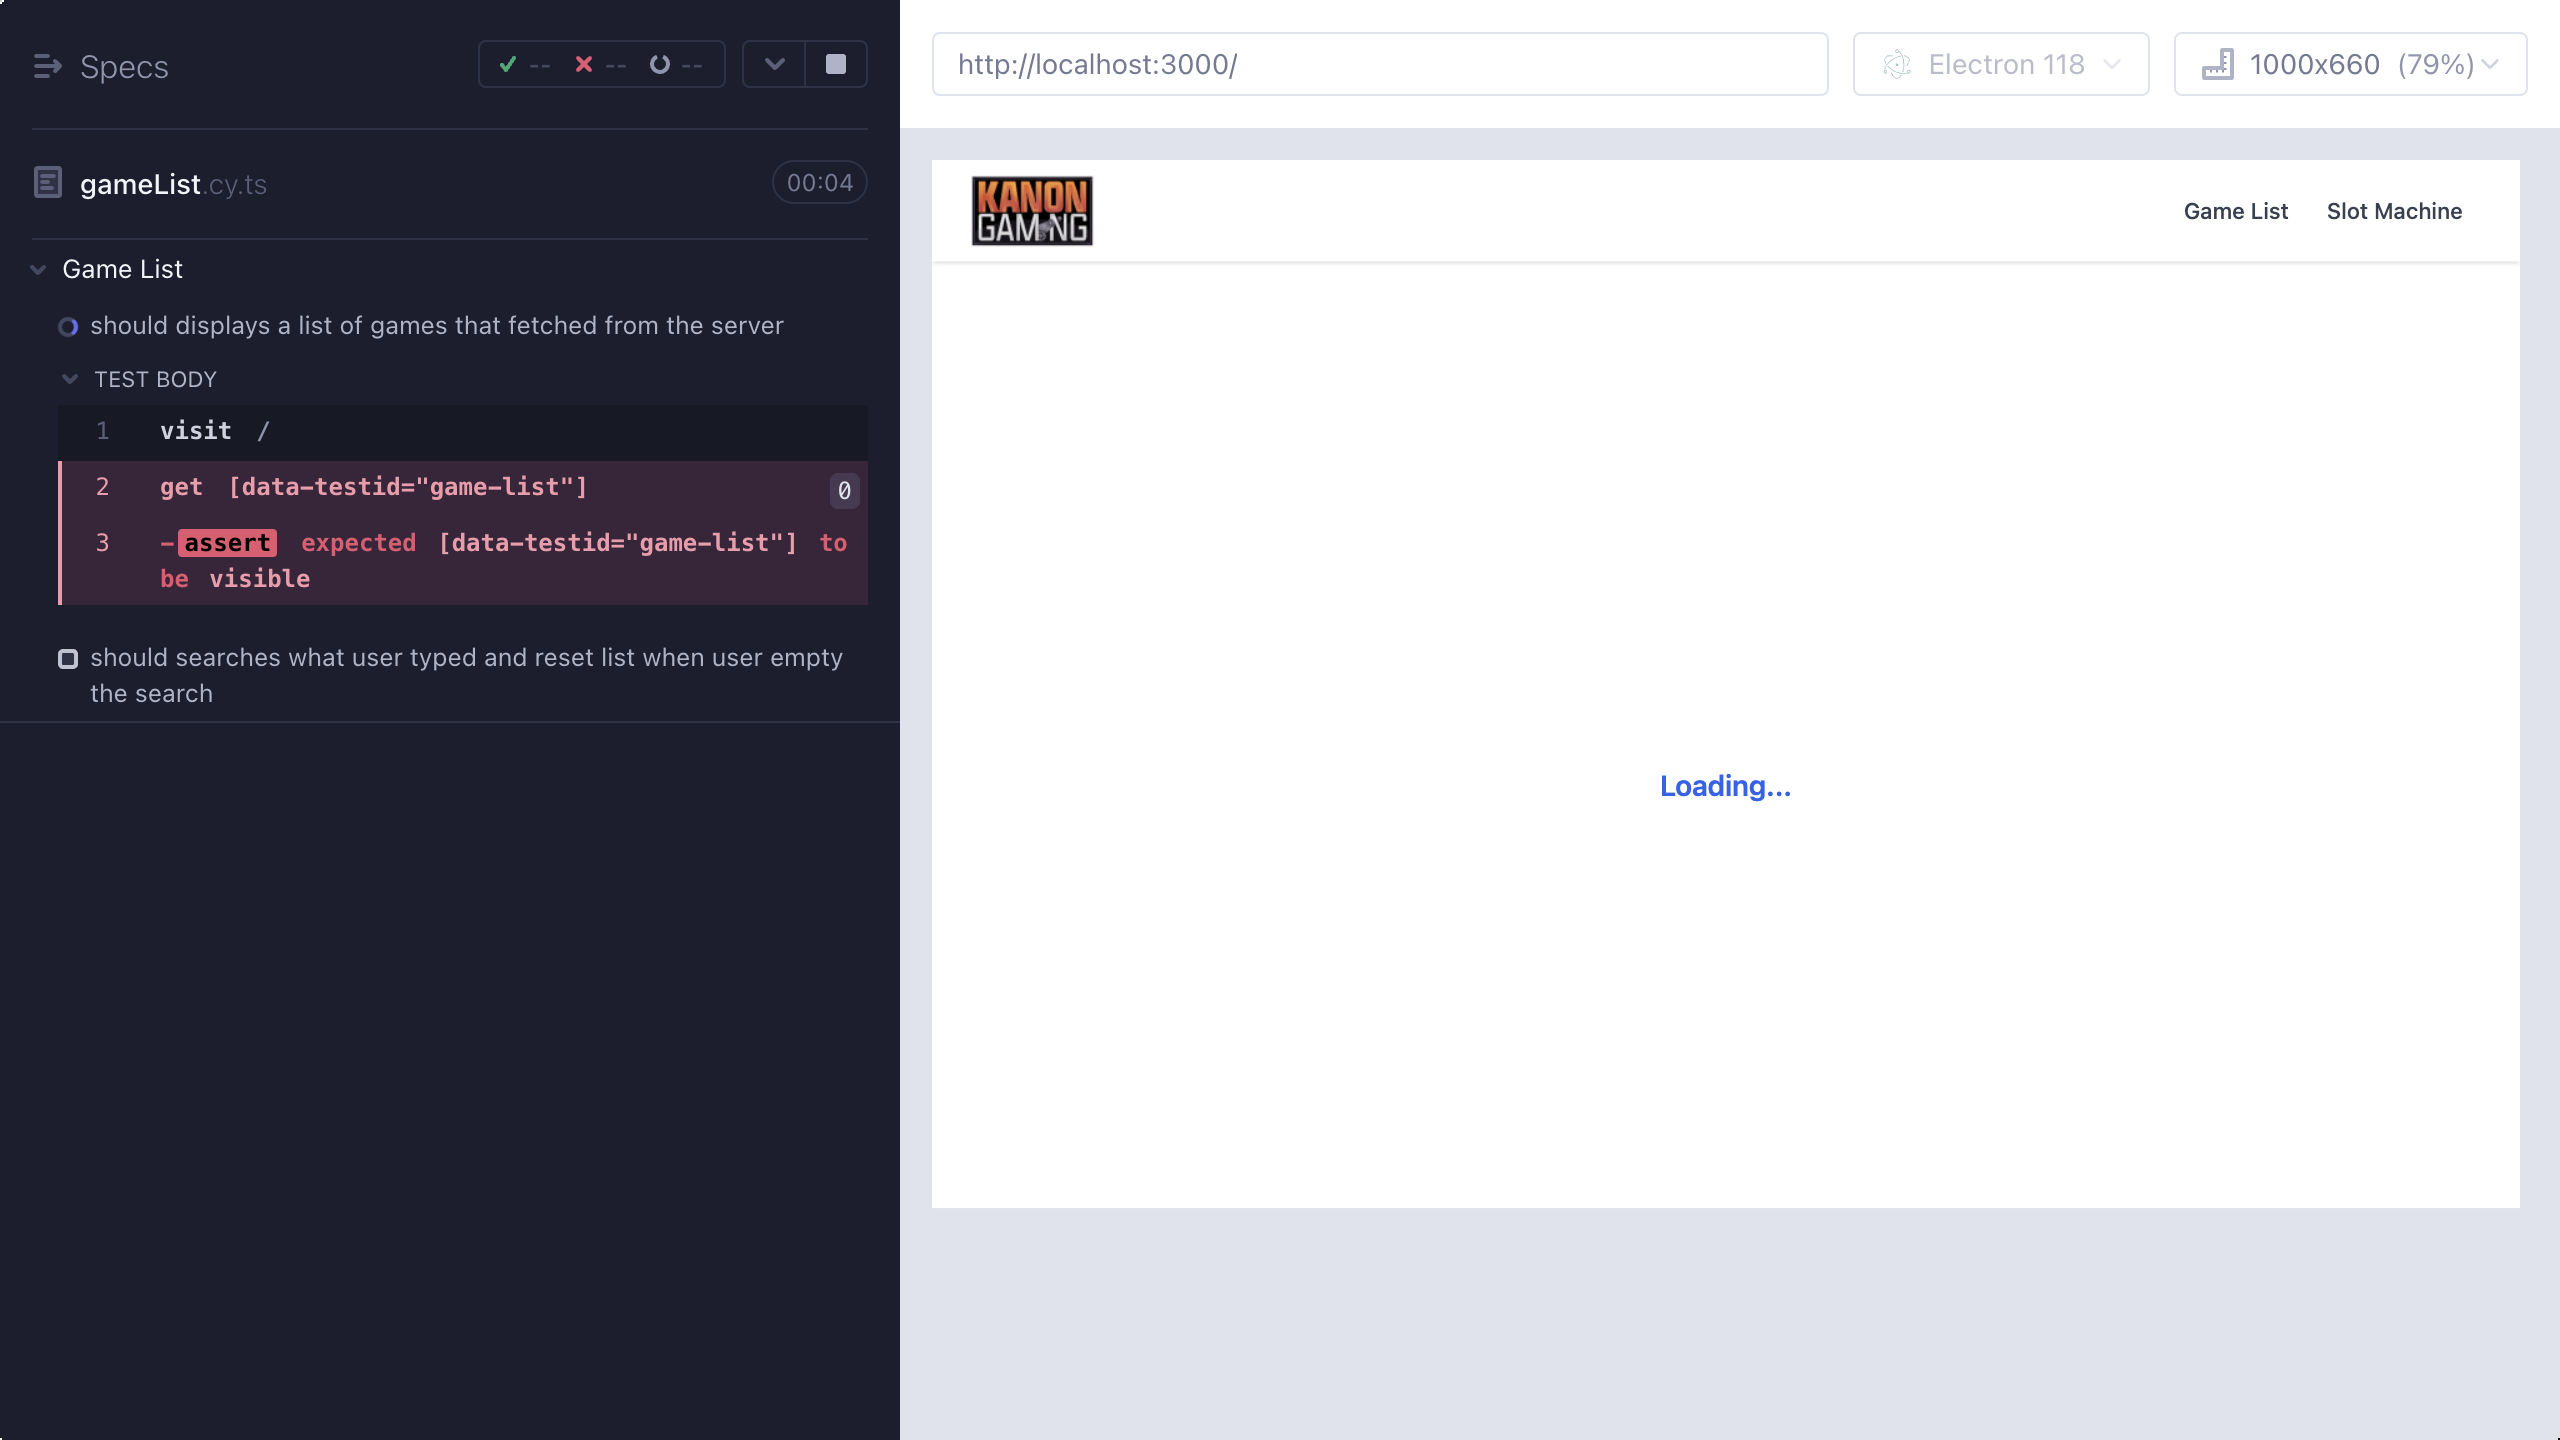 Specs
-- -- --
gameList.cy.ts
00:04
Game List
should displays a list of games that fetched from the server
TEST BODY
1 visit /
2 get [data-testid="game-list"] 0
3 -assert expected [data-testid="game-list"] to
be visible
should searches what user typed and reset list when user empty
the search
http://localhost:3000/
Electron 118
1000x660 (79%)
KANON
GAMING
Game List
Slot Machine
Loading...